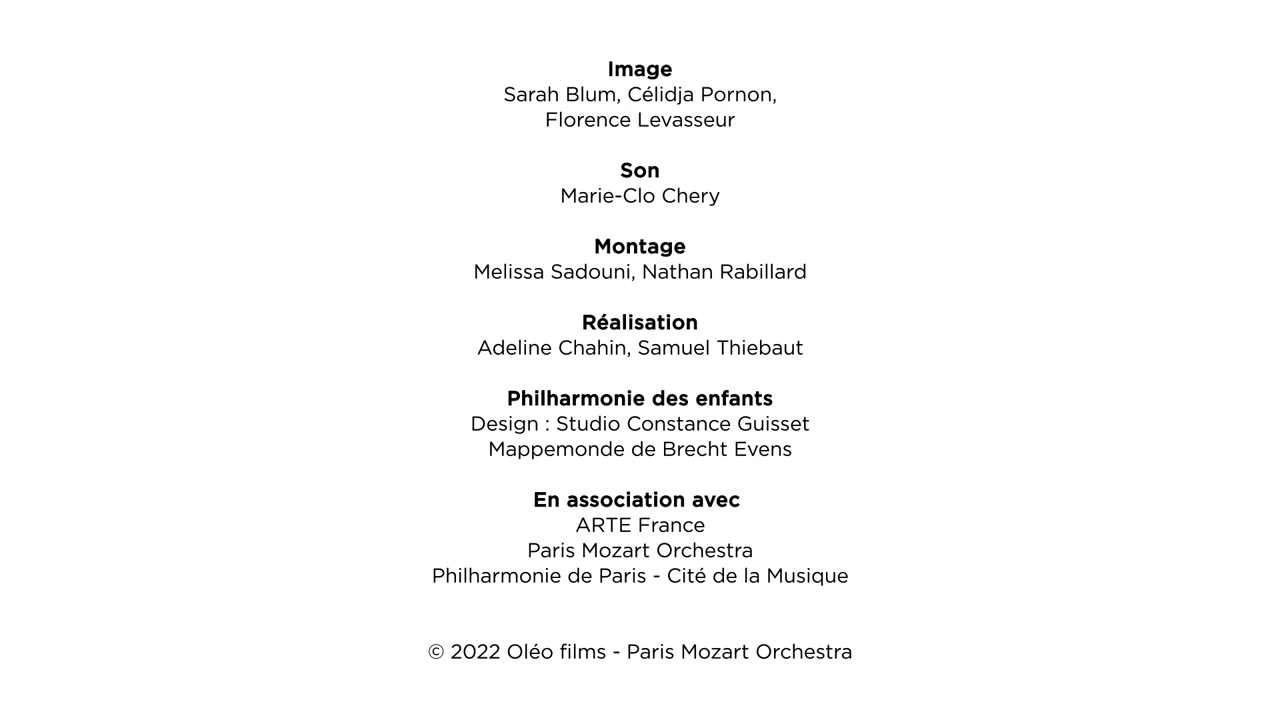 Image
Sarah Blum, Célidja Pornon,
Florence Levasseur
Son
Marie-Clo Chery
Montage
Melissa Sadouni, Nathan Rabillard
Réalisation
Adeline Chahin, Samuel Thiebaut
Philharmonie des enfants
Design : Studio Constance Guisset
Mappemonde de Brecht Evens
En association avec
ARTE France
Paris Mozart Orchestra
Philharmonie de Paris - Cité de la Musique
© 2022 Oléo films - Paris Mozart Orchestra